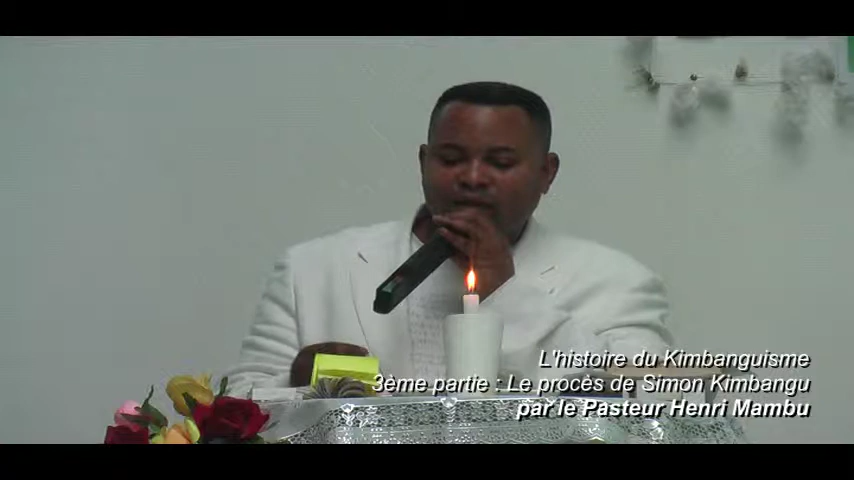 L'histoire du Kimbanguisme
3ème partie : Le procès de Simon Kimbangu
par le Pasteur Henri Mambu